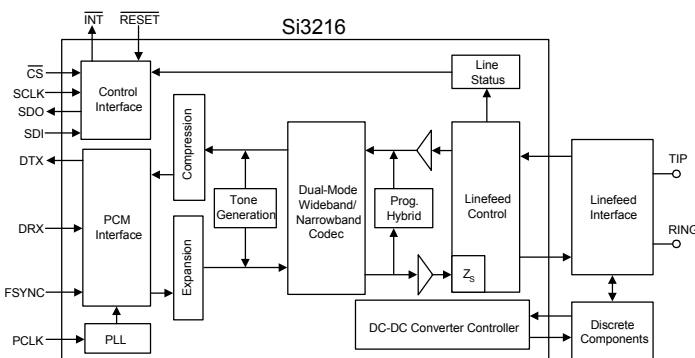 Si3216
INT
RESET
CS
SCLK
SDO
SDI
DTX
DRX
FSYNC
PCLK
Control
Interface
PCM
Interface
PLL
Compression
Expansion
Tone
Generation
Dual-Mode
Wideband/
Narrowband
Codec
Prog.
Hybrid
Line
Status
Linefeed
Control
ZS
DC-DC Converter Controller
Linefeed
Interface
Discrete
Components
TIP
RING